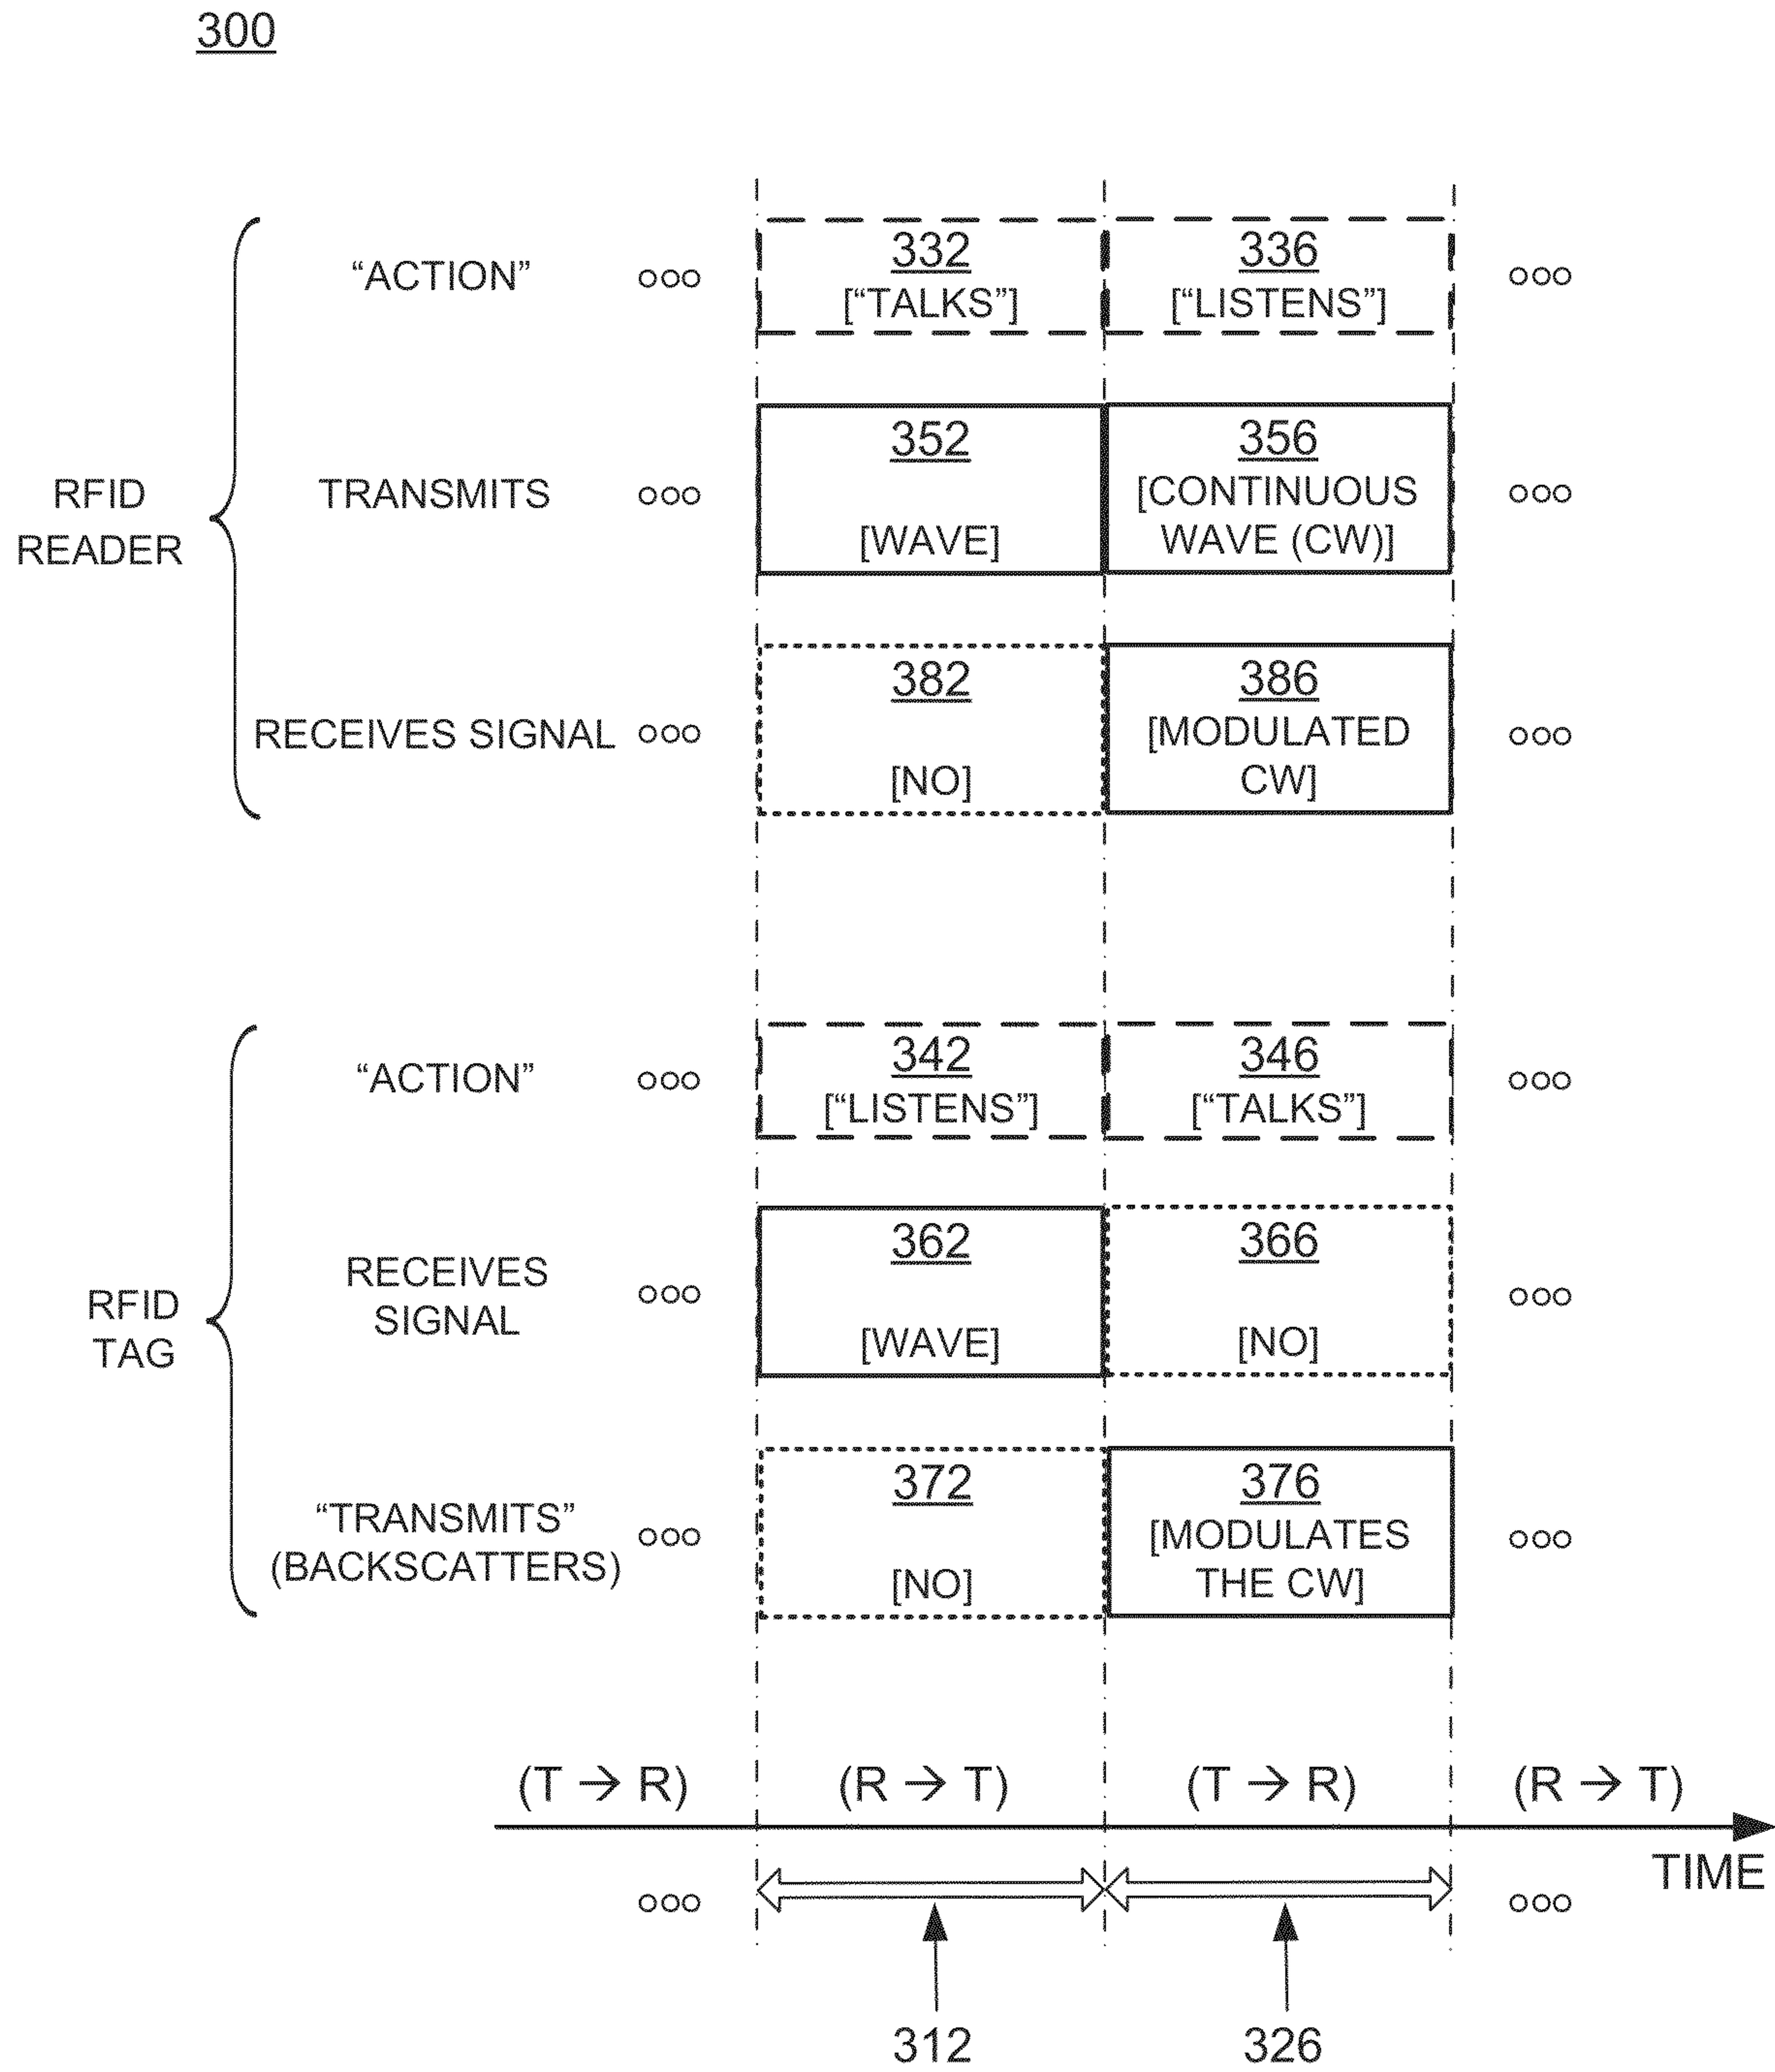 300
“ACTION”
332
[“TALKS”]
336
[“LISTENS”]
RFID
READER
TRANSMITS
352
[WAVE]
356
[CONTINUOUS
WAVE (CW)]
RECEIVES SIGNAL
382
[NO]
386
[MODULATED
CW]
“ACTION”
342
[“LISTENS”]
346
[“TALKS”]
RFID
TAG
RECEIVES
SIGNAL
362
[WAVE]
366
[NO]
“TRANSMITS”
(BACKSCATTERS)
372
[NO]
376
[MODULATES
THE CW]
(T → R) (R → T) (T → R) (R → T)
TIME
312 326